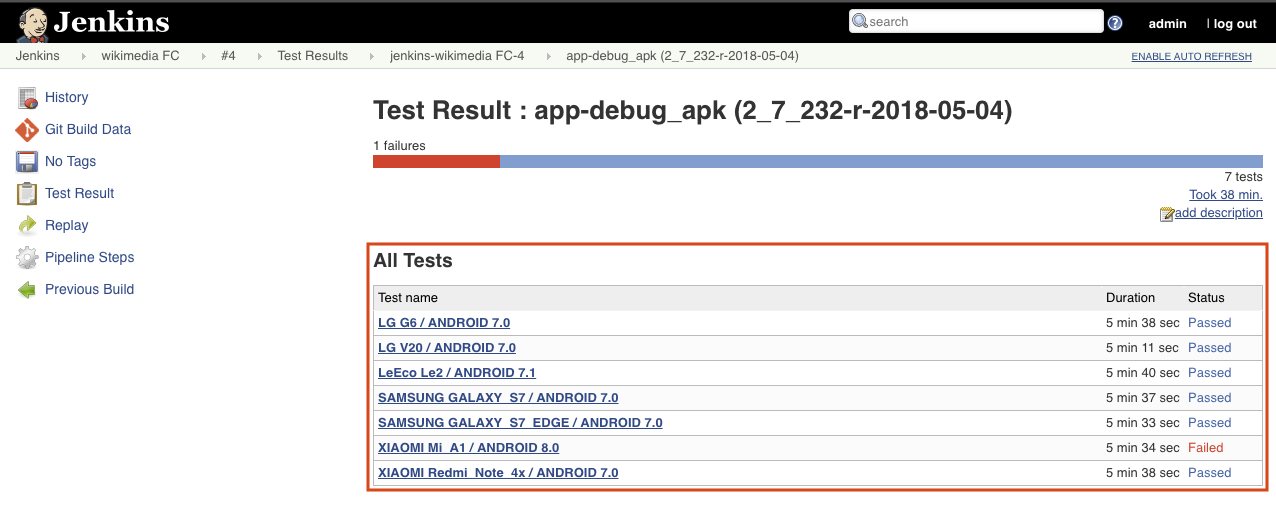 Jenkins
search
?
admin
| log out
Jenkins
wikimedia FC
#4
Test Results
jenkins-wikimedia FC-4
app-debug_apk (2_7_232-r-2018-05-04)
ENABLE AUTO REFRESH
History
Git Build Data
No Tags
Test Result
Replay
Pipeline Steps
Previous Build
Test Result : app-debug_apk (2_7_232-r-2018-05-04)
1 failures
7 tests
Took 38 min.
add description
All Tests
Test name Duration Status
LG G6 / ANDROID 7.0 5 min 38 sec Passed
LG V20 / ANDROID 7.0 5 min 11 sec Passed
LeEco Le2 / ANDROID 7.1 5 min 40 sec Passed
SAMSUNG GALAXY_S7 / ANDROID 7.0 5 min 37 sec Passed
SAMSUNG GALAXY_S7_EDGE / ANDROID 7.0 5 min 33 sec Passed
XIAOMI Mi_A1 / ANDROID 8.0 5 min 34 sec Failed
XIAOMI Redmi_Note_4x / ANDROID 7.0 5 min 38 sec Passed